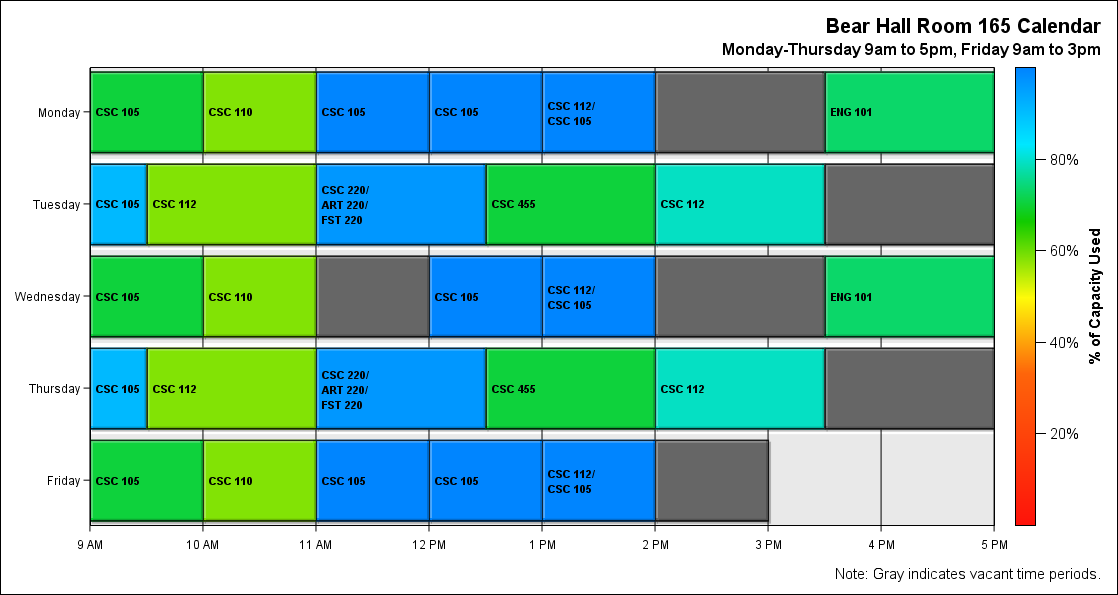 Bear Hall Room 165 Calendar
Monday-Thursday 9am to 5pm, Friday 9am to 3pm
Monday
CSC 105
CSC 110
CSC 105
CSC 105
CSC 112/
CSC 105
ENG 101
Tuesday
CSC 105
CSC 112
CSC 220/
ART 220/
FST 220
CSC 455
CSC 112
Wednesday
CSC 105
CSC 110
CSC 105
CSC 112/
CSC 105
ENG 101
Thursday
CSC 105
CSC 112
CSC 220/
ART 220/
FST 220
CSC 455
CSC 112
Friday
CSC 105
CSC 110
CSC 105
CSC 105
CSC 112/
CSC 105
9 AM
10 AM
11 AM
12 PM
1 PM
2 PM
3 PM
4 PM
5 PM
80%
60%
40%
20%
% of Capacity Used
Note: Gray indicates vacant time periods.